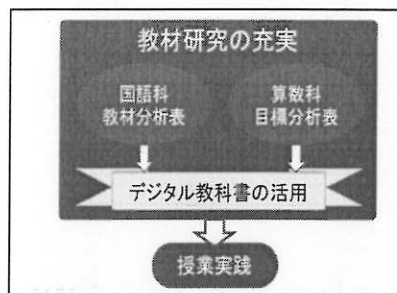 教材研究の充実
国語科
教材分析表
算数科
目標分析表
デジタル教科書の活用
授業実践